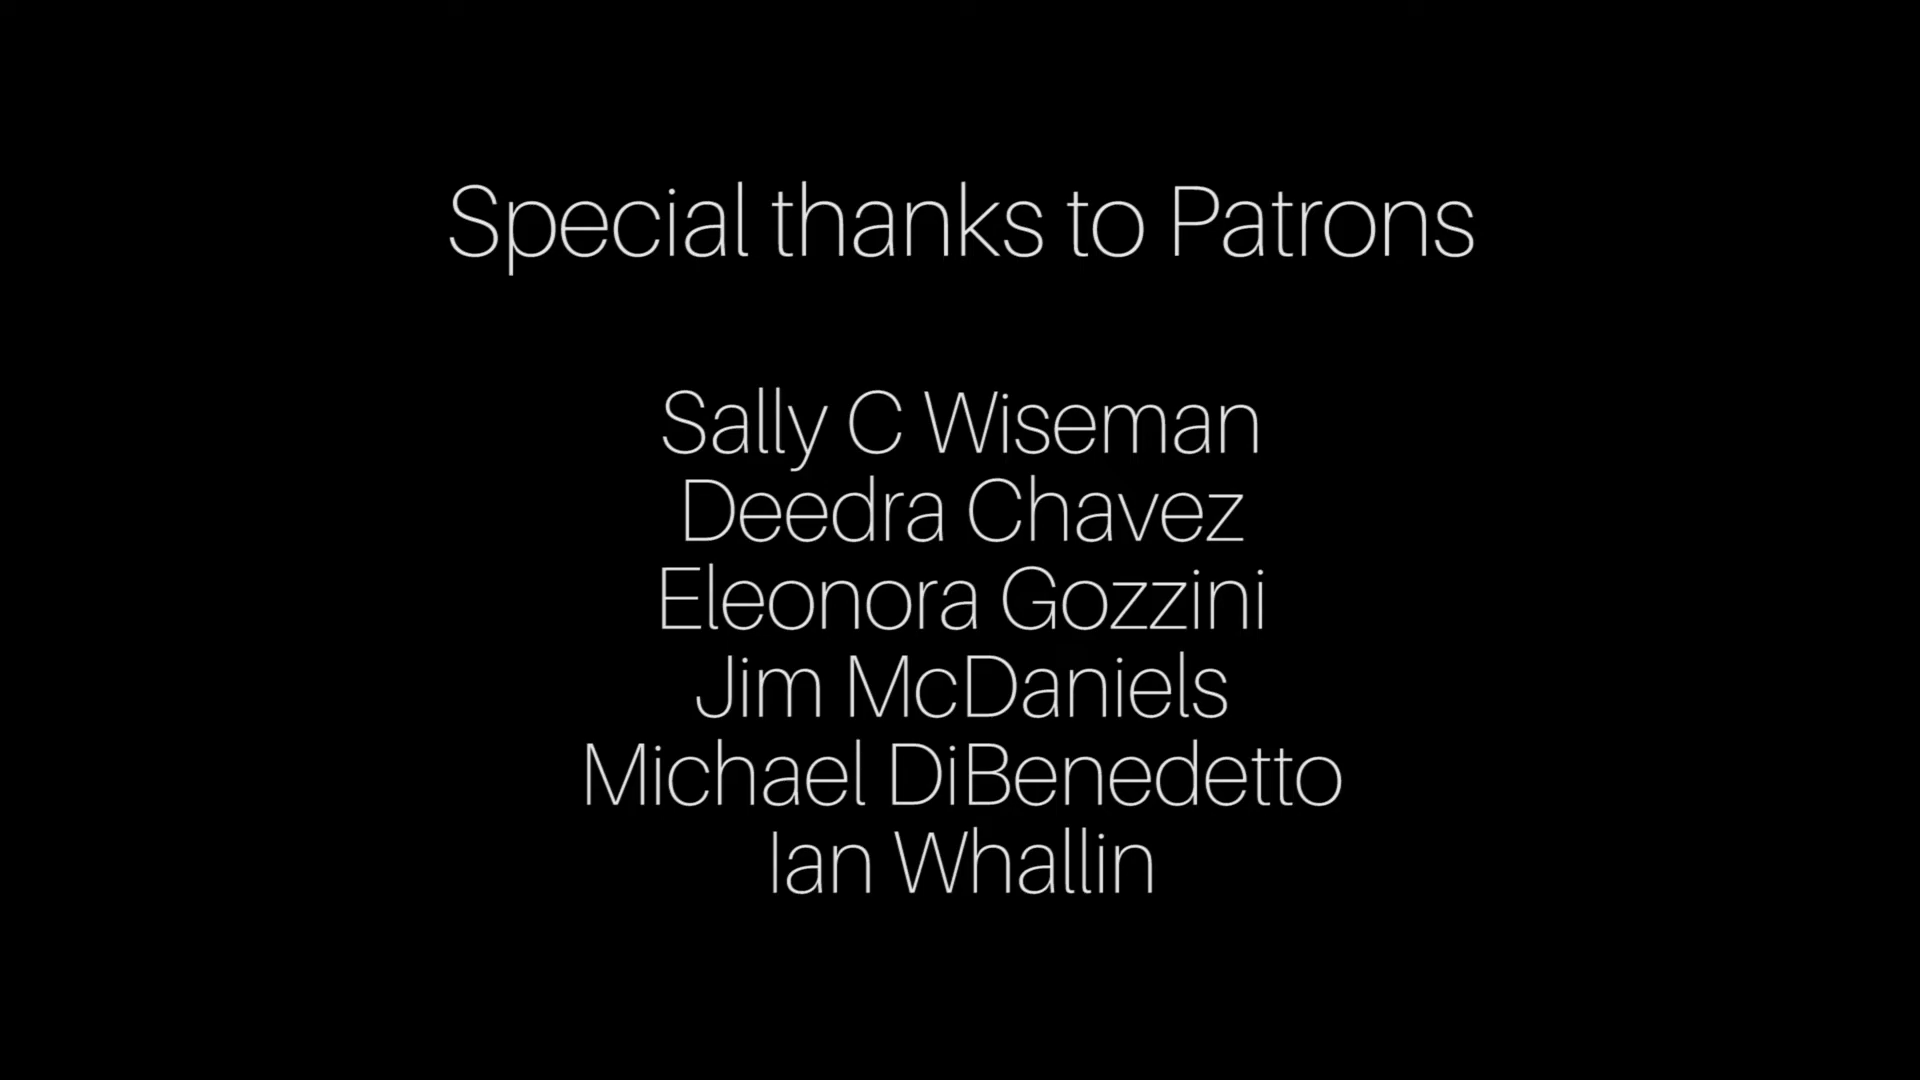 Special thanks to Patrons
Sally C Wiseman
Deedra Chavez
Eleonora Gozzini
Jim McDaniels
Michael DiBenedetto
Ian Whallin